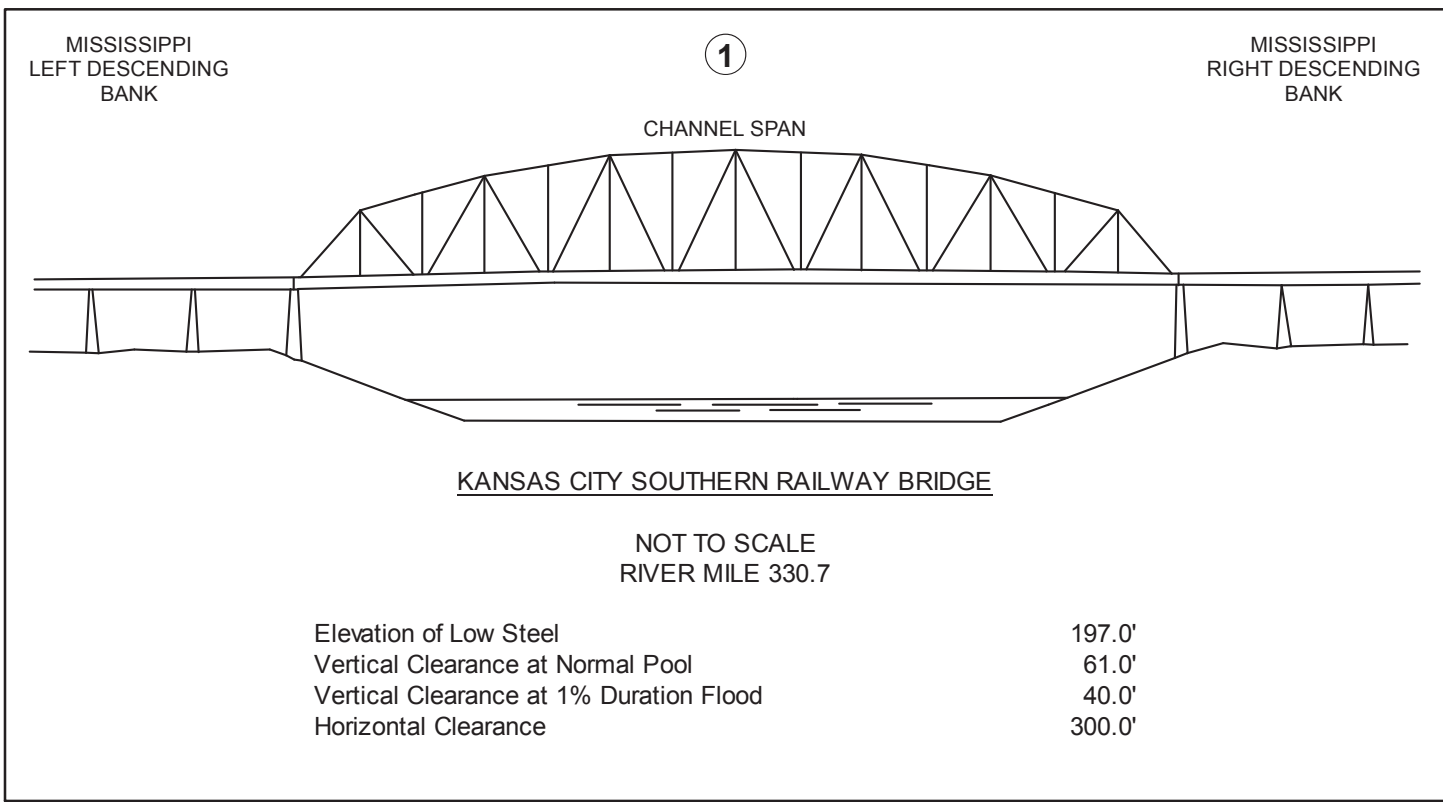 MISSISSIPPI
LEFT DESCENDING
BANK
1
MISSISSIPPI
RIGHT DESCENDING
BANK
CHANNEL SPAN
KANSAS CITY SOUTHERN RAILWAY BRIDGE
NOT TO SCALE
RIVER MILE 330.7
Elevation of Low Steel 197.0'
Vertical Clearance at Normal Pool 61.0'
Vertical Clearance at 1% Duration Flood 40.0'
Horizontal Clearance 300.0'